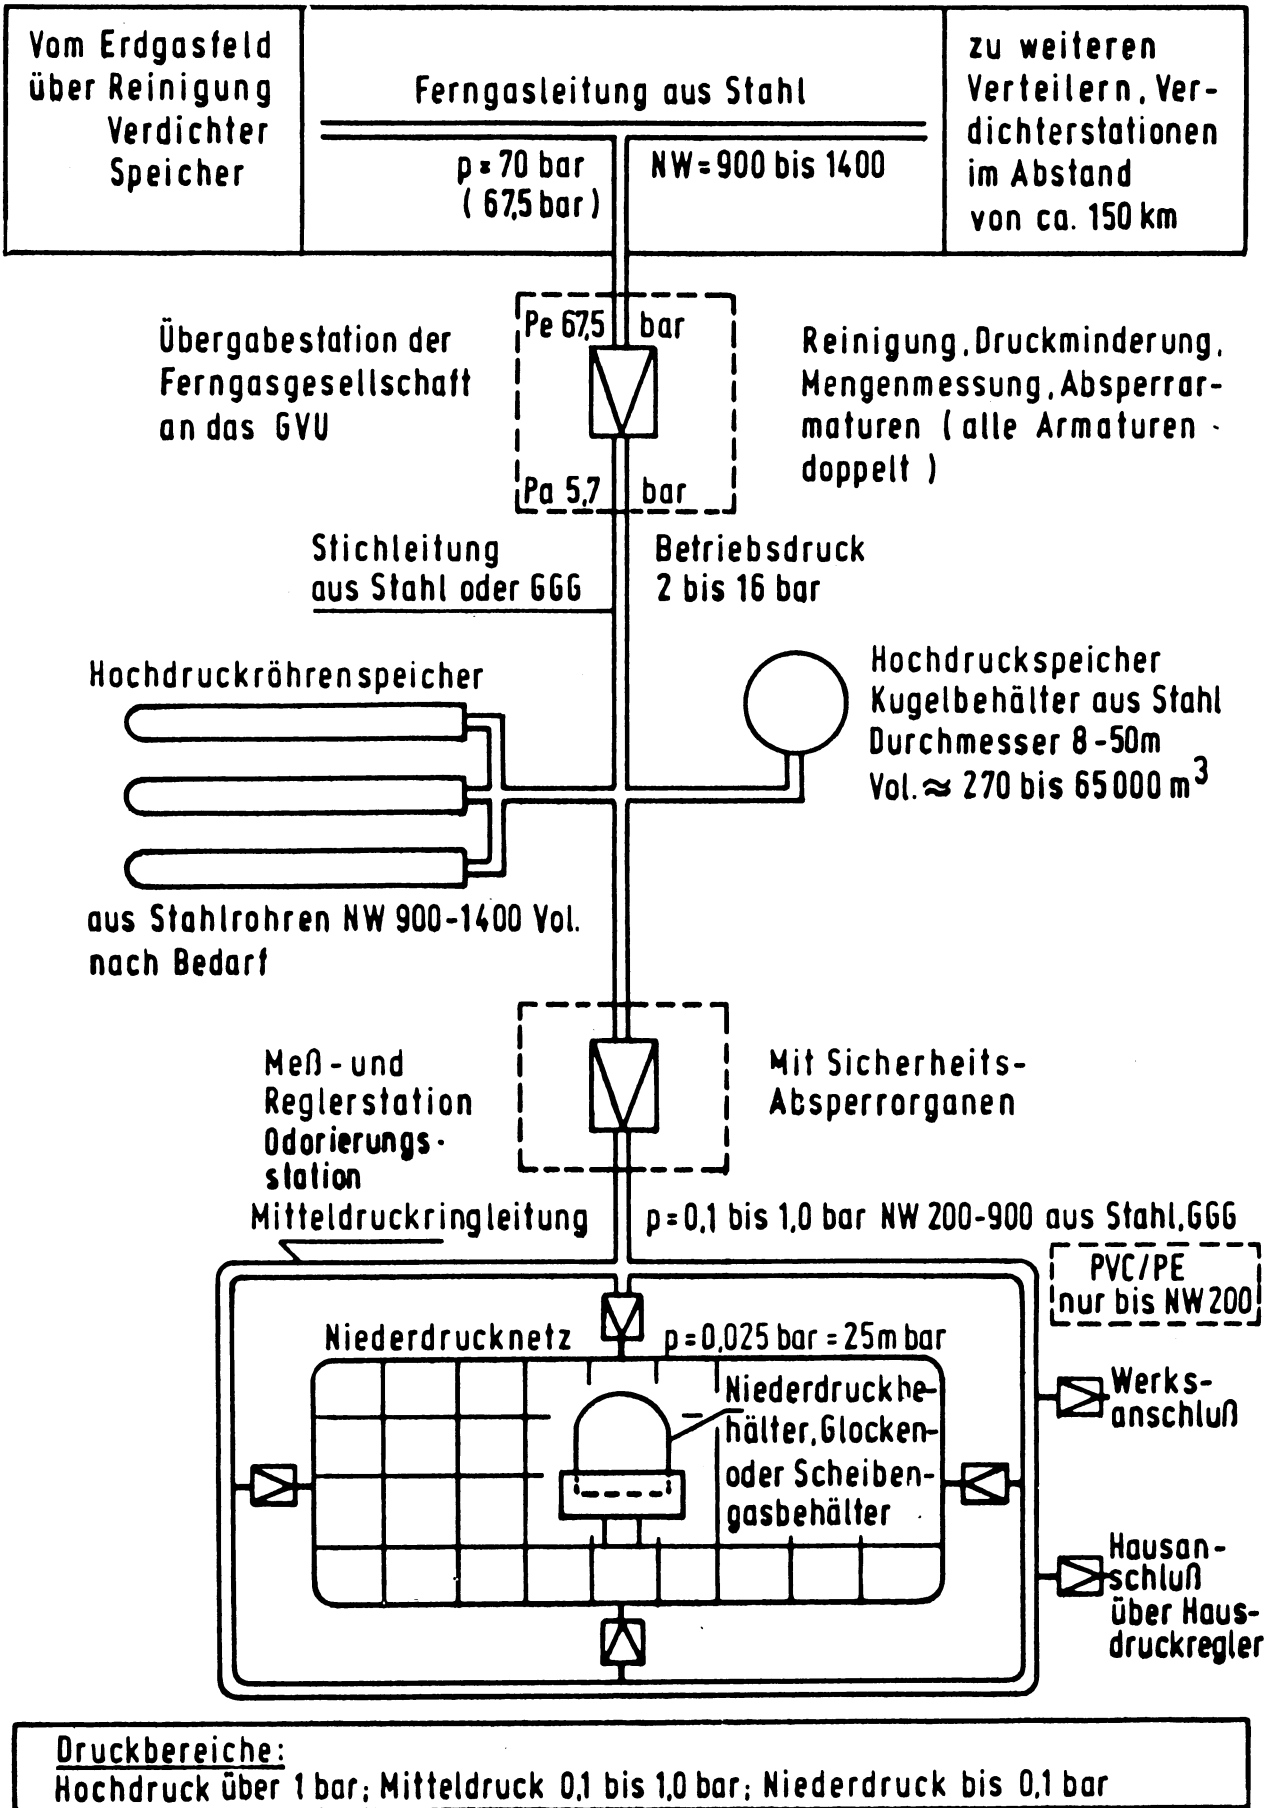 Vom Erdgasfeld
über Reinigung
Verdichter
Speicher
Ferngasleitung aus Stahl
p = 70 bar
( 67,5 bar )
NW = 900 bis 1400
zu weiteren
Verteilern, Ver-
dichterstationen
im Abstand
von ca. 150 km
Übergabestation der
Ferngasgesellschaft
an das GVU
Pe 67,5 bar
Pa 5,7 bar
Reinigung, Druckminderung,
Mengenmessung, Absperrar-
maturen ( alle Armaturen
doppelt )
Stichleitung
aus Stahl oder GGG
Betriebsdruck
2 bis 16 bar
Hochdruckröhrenspeicher
Hochdruckspeicher
Kugelbehälter aus Stahl
Durchmesser 8-50m
Vol. ≈ 270 bis 65000 m³
aus Stahlrohren NW 900-1400 Vol.
nach Bedarf
Meß- und
Reglerstation
Odorierungs-
station
Mit Sicherheits-
Absperrorganen
Mitteldruckringleitung
p = 0,1 bis 1,0 bar NW 200-900 aus Stahl, GGG
PVC/PE
nur bis NW 200
Niederdrucknetz
p = 0,025 bar = 25m bar
Niederdruckbe-
hälter, Glocken-
oder Scheiben-
gasbehälter
Werks-
anschluß
Hausan-
schluß
über Haus-
druckregler
Druckbereiche:
Hochdruck über 1 bar; Mitteldruck 0,1 bis 1,0 bar; Niederdruck bis 0,1 bar